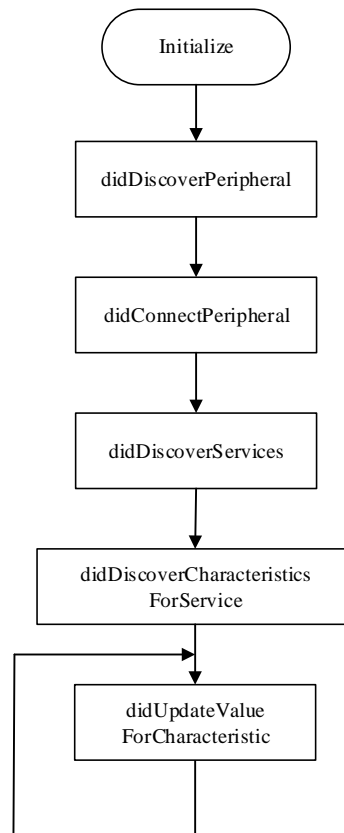 Initialize
didDiscoverPeripheral
didConnectPeripheral
didDiscoverServices
didDiscoverCharacteristics
ForService
didUpdateValue
ForCharacteristic